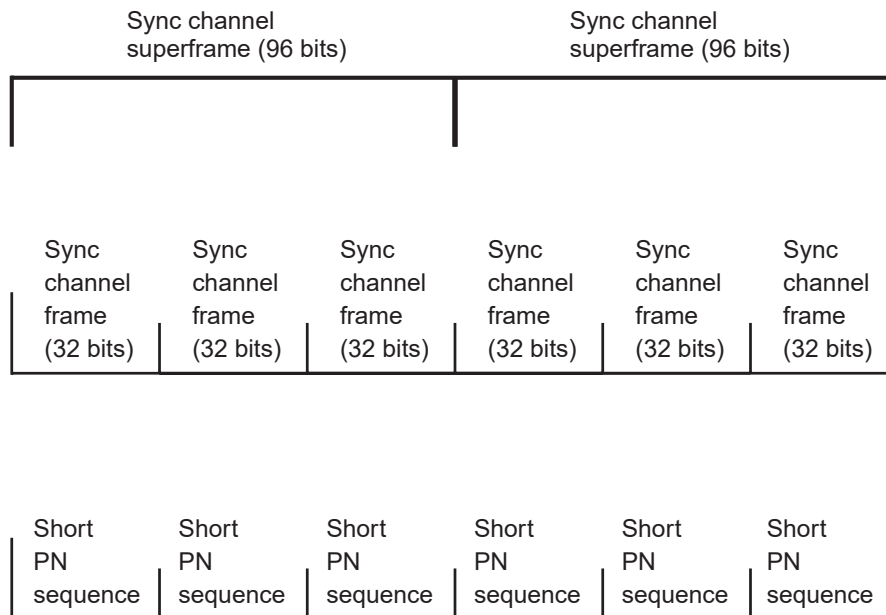 Sync channel
superframe (96 bits)
Sync channel
superframe (96 bits)
Sync
channel
frame
(32 bits)
Sync
channel
frame
(32 bits)
Sync
channel
frame
(32 bits)
Sync
channel
frame
(32 bits)
Sync
channel
frame
(32 bits)
Sync
channel
frame
(32 bits)
Short
PN
sequence
Short
PN
sequence
Short
PN
sequence
Short
PN
sequence
Short
PN
sequence
Short
PN
sequence